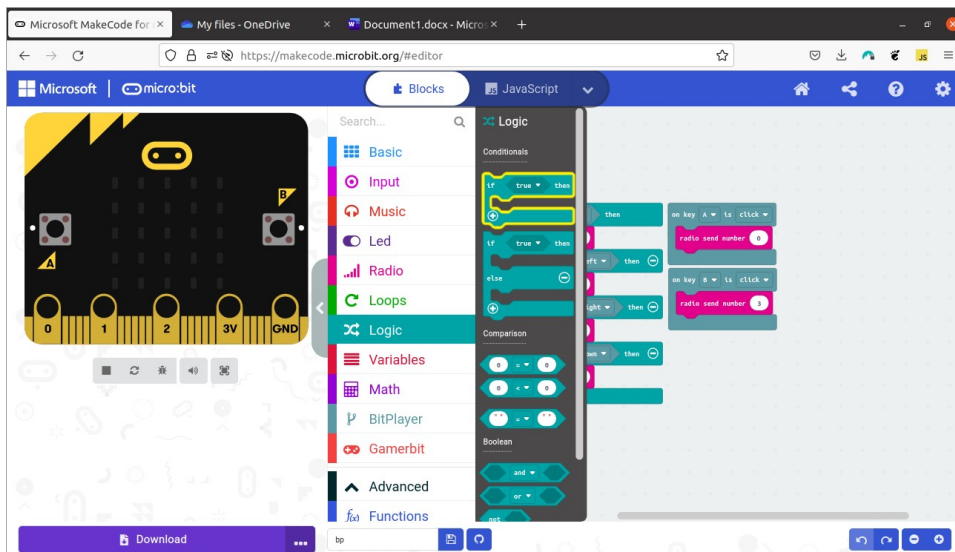 Microsoft MakeCode for
My files - OneDrive
Document1.docx - Micros
https://makecode.microbit.org/#editor
Microsoft
micro:bit
Blocks
JS JavaScript
Search...
Basic
Input
Music
Led
Radio
Loops
Logic
Variables
Math
BitPlayer
Gamerbit
Advanced
f(x) Functions
Logic
Conditionals
if true then
if true then
else
Comparison
0 = 0
0 < 0
" " = " "
Boolean
and
or
not
then
eft then
ight then
wn then
on key A is click
radio send number 0
on key B is click
radio send number 3
B
A
0 1 2 3V GND
Download
bp